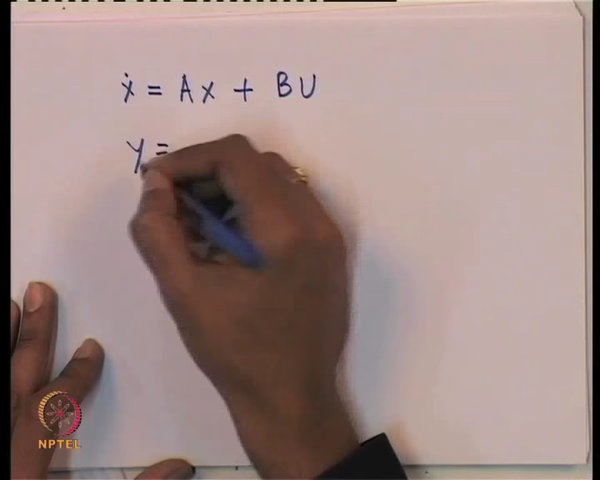 ẋ = Ax + BU
y =
NPTEL